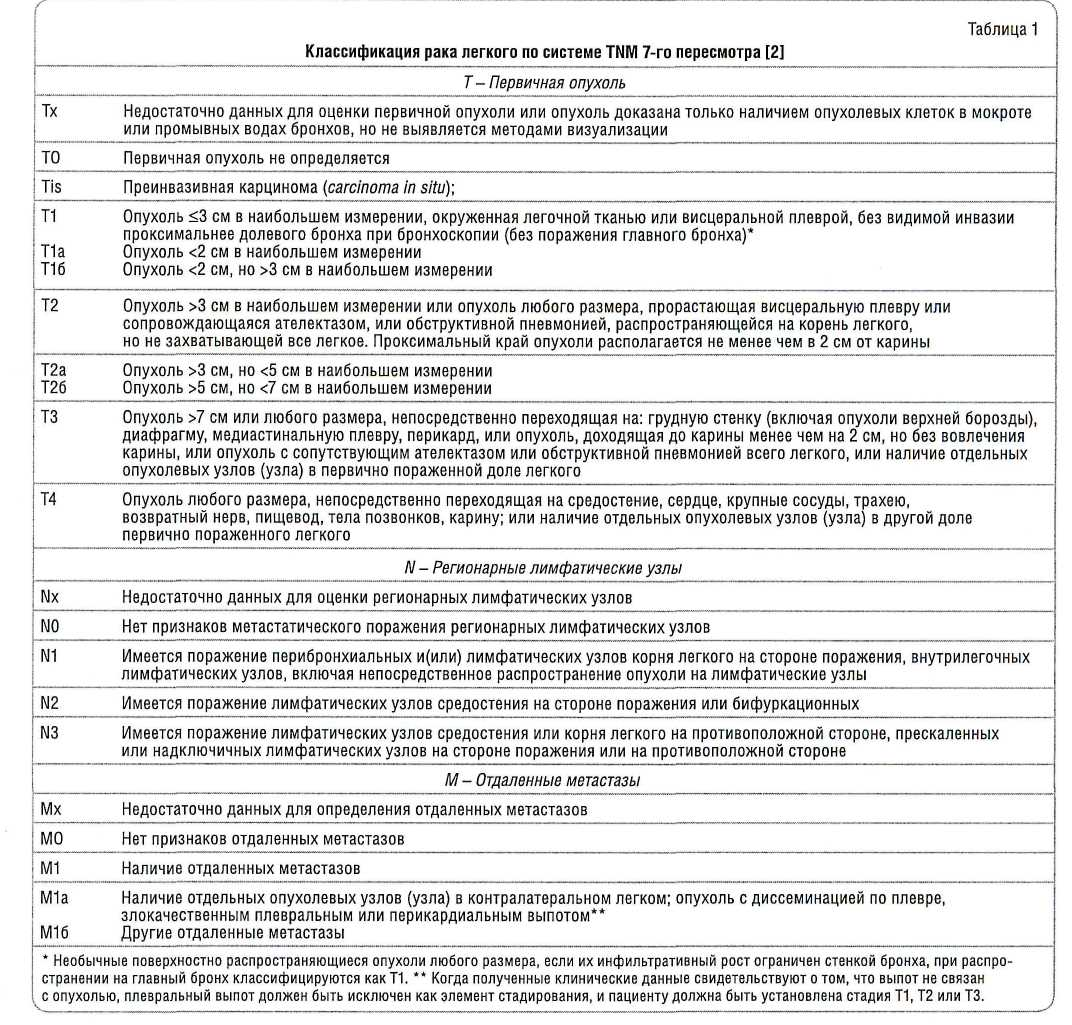 Таблица 1
Классификация рака легкого по системе TNM 7-го пересмотра [2]
T – Первичная опухоль
Tx Недостаточно данных для оценки первичной опухоли или опухоль доказана только наличием опухолевых клеток в мокроте
или промывных водах бронхов, но не выявляется методами визуализации
T0 Первичная опухоль не определяется
Tis Преинвазивная карцинома (carcinoma in situ);
T1 Опухоль ≤3 см в наибольшем измерении, окруженная легочной тканью или висцеральной плеврой, без видимой инвазии
проксимальнее долевого бронха при бронхоскопии (без поражения главного бронха)*
T1а Опухоль <2 см в наибольшем измерении
T1б Опухоль <2 см, но >3 см в наибольшем измерении
T2 Опухоль >3 см в наибольшем измерении или опухоль любого размера, прорастающая висцеральную плевру или
сопровождающаяся ателектазом, или обструктивной пневмонией, распространяющейся на корень легкого,
но не захватывающей все легкое. Проксимальный край опухоли располагается не менее чем в 2 см от карины
T2а Опухоль >3 см, но <5 см в наибольшем измерении
T2б Опухоль >5 см, но <7 см в наибольшем измерении
T3 Опухоль >7 см или любого размера, непосредственно переходящая на: грудную стенку (включая опухоли верхней борозды),
диафрагму, медиастинальную плевру, перикард, или опухоль, доходящая до карины менее чем на 2 см, но без вовлечения
карины, или опухоль с сопутствующим ателектазом или обструктивной пневмонией всего легкого, или наличие отдельных
опухолевых узлов (узла) в первично пораженной доле легкого
T4 Опухоль любого размера, непосредственно переходящая на средостение, сердце, крупные сосуды, трахею,
возвратный нерв, пищевод, тела позвонков, карину; или наличие отдельных опухолевых узлов (узла) в другой доле
первично пораженного легкого
N – Регионарные лимфатические узлы
Nx Недостаточно данных для оценки регионарных лимфатических узлов
N0 Нет признаков метастатического поражения регионарных лимфатических узлов
N1 Имеется поражение перибронхиальных и(или) лимфатических узлов корня легкого на стороне поражения, внутрилегочных
лимфатических узлов, включая непосредственное распространение опухоли на лимфатические узлы
N2 Имеется поражение лимфатических узлов средостения на стороне поражения или бифуркационных
N3 Имеется поражение лимфатических узлов средостения или корня легкого на противоположной стороне, прескаленных
или надключичных лимфатических узлов на стороне поражения или на противоположной стороне
M – Отдаленные метастазы
Mx Недостаточно данных для определения отдаленных метастазов
M0 Нет признаков отдаленных метастазов
M1 Наличие отдаленных метастазов
M1а Наличие отдельных опухолевых узлов (узла) в контралатеральном легком; опухоль с диссеминацией по плевре,
злокачественным плевральным или перикардиальным выпотом**
M1б Другие отдаленные метастазы
* Необычные поверхностно распространяющиеся опухоли любого размера, если их инфильтративный рост ограничен стенкой бронха, при распро-
странении на главный бронх классифицируются как T1. ** Когда полученные клинические данные свидетельствуют о том, что выпот не связан
с опухолью, плевральный выпот должен быть исключен как элемент стадирования, и пациенту должна быть установлена стадия T1, T2 или T3.